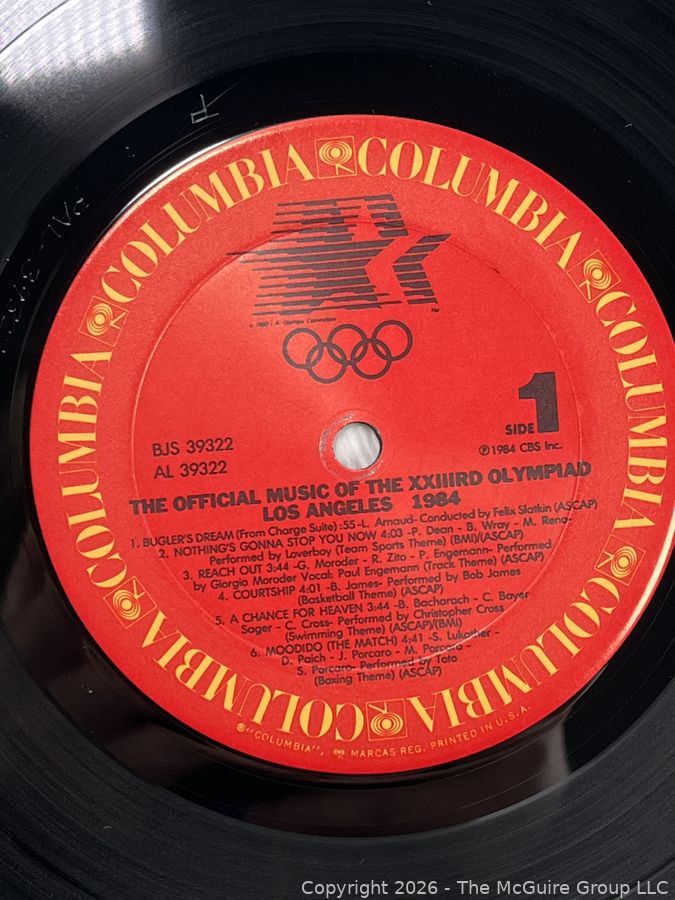 COLUMBIA COLUMBIA COLUMBIA COLUMBIA COLUMBIA COLUMBIA COLUMBIA COLUMBIA
© 1980 L.A. Olympic Committee
TM
SIDE 1
BJS 39322
AL 39322
℗1984 CBS Inc.
THE OFFICIAL MUSIC OF THE XXIIIRD OLYMPIAD
LOS ANGELES 1984
1. BUGLER'S DREAM (From Charge Suite) :55-L. Arnaud- Conducted by Felix Slatkin (ASCAP)
2. NOTHING'S GONNA STOP YOU NOW 4:03 -P. Dean - B. Wray - M. Reno-
Performed by Loverboy (Team Sports Theme) (BMI)/(ASCAP)
3. REACH OUT 3:44 -G. Moroder - R. Zito - P. Engemann- Performed
by Giorgio Moroder Vocal: Paul Engemann (Track Theme) (ASCAP)
4. COURTSHIP 4:01 -B. James- Performed by Bob James
(Basketball Theme) (ASCAP)
5. A CHANCE FOR HEAVEN 3:44 -B. Bacharach - C. Bayer
Sager - C. Cross- Performed by Christopher Cross
(Swimming Theme) (ASCAP)/(BMI)
6. MOODIDO (THE MATCH) 4:41 -S. Lukather -
D. Paich - J. Porcaro - M. Porcaro -
S. Porcaro- Performed by Toto
(Boxing Theme) (ASCAP)
® "COLUMBIA", MARCAS REG. PRINTED IN U.S.A.
Copyright 2026 - The McGuire Group LLC